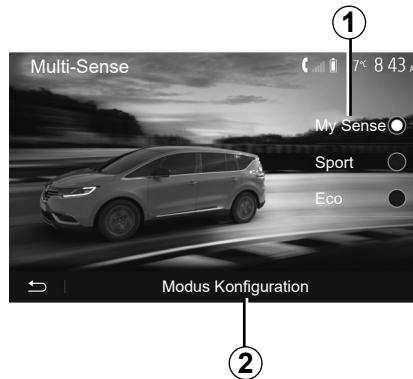 1
Multi-Sense 7°C 8 43
My Sense
Sport
Eco
Modus Konfiguration
2